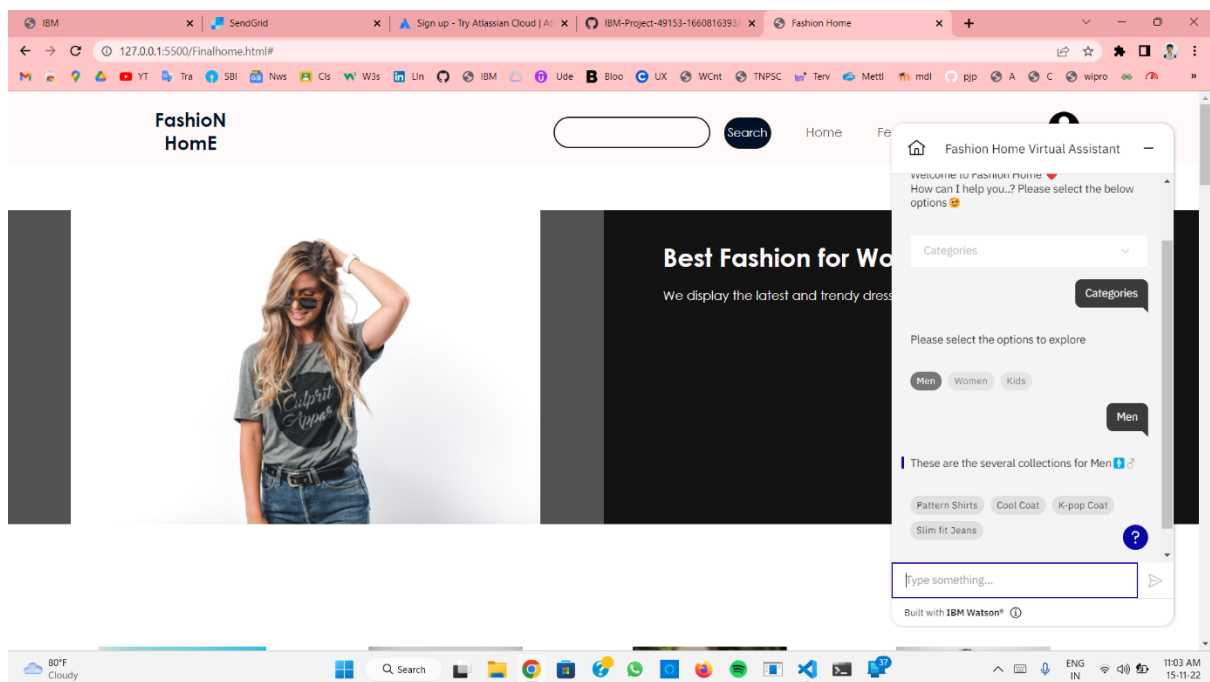 IBM
SendGrid
Sign up - Try Atlassian Cloud | At
IBM-Project-49153-1660816393/
Fashion Home
127.0.0.1:5500/Finalhome.html#
YT Tra SBI Nws Cls W3s Lin IBM Ude Bloo UX WCnt TNPSC Terv Mettl mdl pjp A C wipro
FashioN
HomE
Search
Home
Fe
Best Fashion for Wo
We display the latest and trendy dress
Culprit
Appar
Fashion Home Virtual Assistant
Welcome to Fashion Home
How can I help you..? Please select the below
options
Categories
Categories
Please select the options to explore
Men Women Kids
Men
These are the several collections for Men
Pattern Shirts Cool Coat K-pop Coat
Slim fit Jeans
?
Type something...
Built with IBM Watson®
80°F
Cloudy
Search
37
ENG
IN
11:03 AM
15-11-22